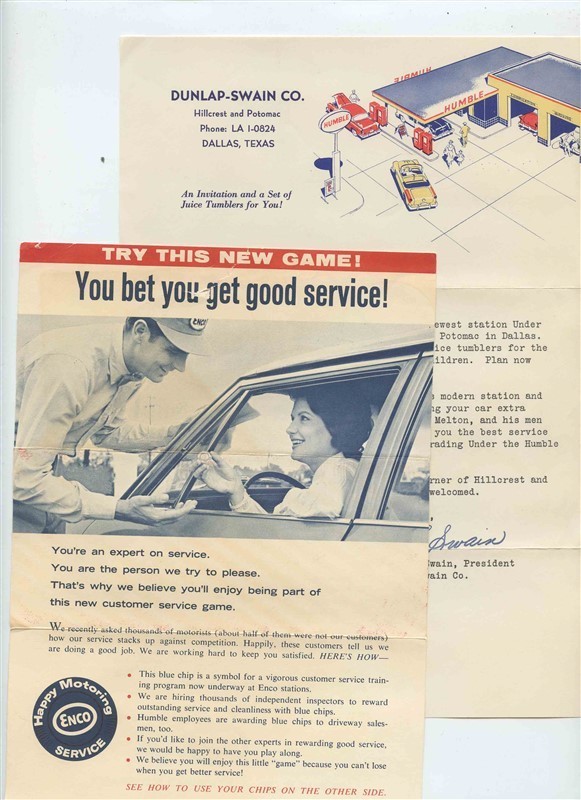 DUNLAP-SWAIN CO.
Hillcrest and Potomac
Phone: LA 1-0824
DALLAS, TEXAS
An Invitation and a Set of
Juice Tumblers for You!
HUMBLE
HUMBLE
HUMBLE
ewest station Under
Potomac in Dallas.
ice tumblers for the
ildren. Plan now
modern station and
g your car extra
Melton, and his men
you the best service
rading Under the Humble
rner of Hillcrest and
welcomed.
Swain
Swain, President
wain Co.
TRY THIS NEW GAME!
You bet you get good service!
ENCO
You're an expert on service.
You are the person we try to please.
That's why we believe you'll enjoy being part of
this new customer service game.
We recently asked thousands of motorists (about half of them were not our customers)
how our service stacks up against competition. Happily, these customers tell us we
are doing a good job. We are working hard to keep you satisfied. HERE'S HOW—
Happy Motoring
ENCO
SERVICE
• This blue chip is a symbol for a vigorous customer service train-
ing program now underway at Enco stations.
• We are hiring thousands of independent inspectors to reward
outstanding service and cleanliness with blue chips.
• Humble employees are awarding blue chips to driveway sales-
men, too.
• If you'd like to join the other experts in rewarding good service,
we would be happy to have you play along.
• We believe you will enjoy this little "game" because you can't lose
when you get better service!
SEE HOW TO USE YOUR CHIPS ON THE OTHER SIDE.